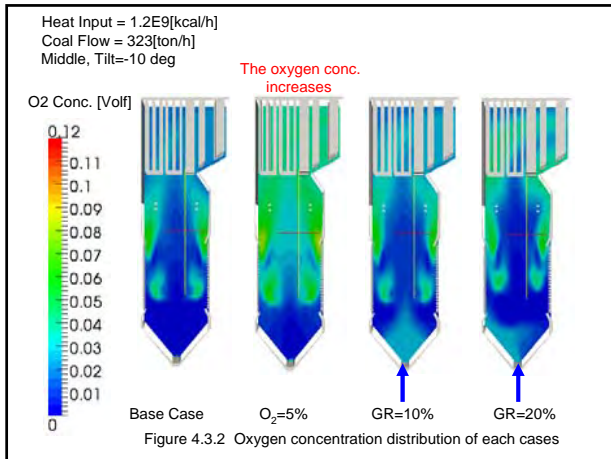 Heat Input = 1.2E9[kcal/h]
Coal Flow = 323[ton/h]
Middle, Tilt=-10 deg
The oxygen conc.
increases
O2 Conc. [Volf]
0.12
0.11
0.1
0.09
0.08
0.07
0.06
0.05
0.04
0.03
0.02
0.01
0
Base Case
O2=5%
GR=10%
GR=20%
Figure 4.3.2 Oxygen concentration distribution of each cases